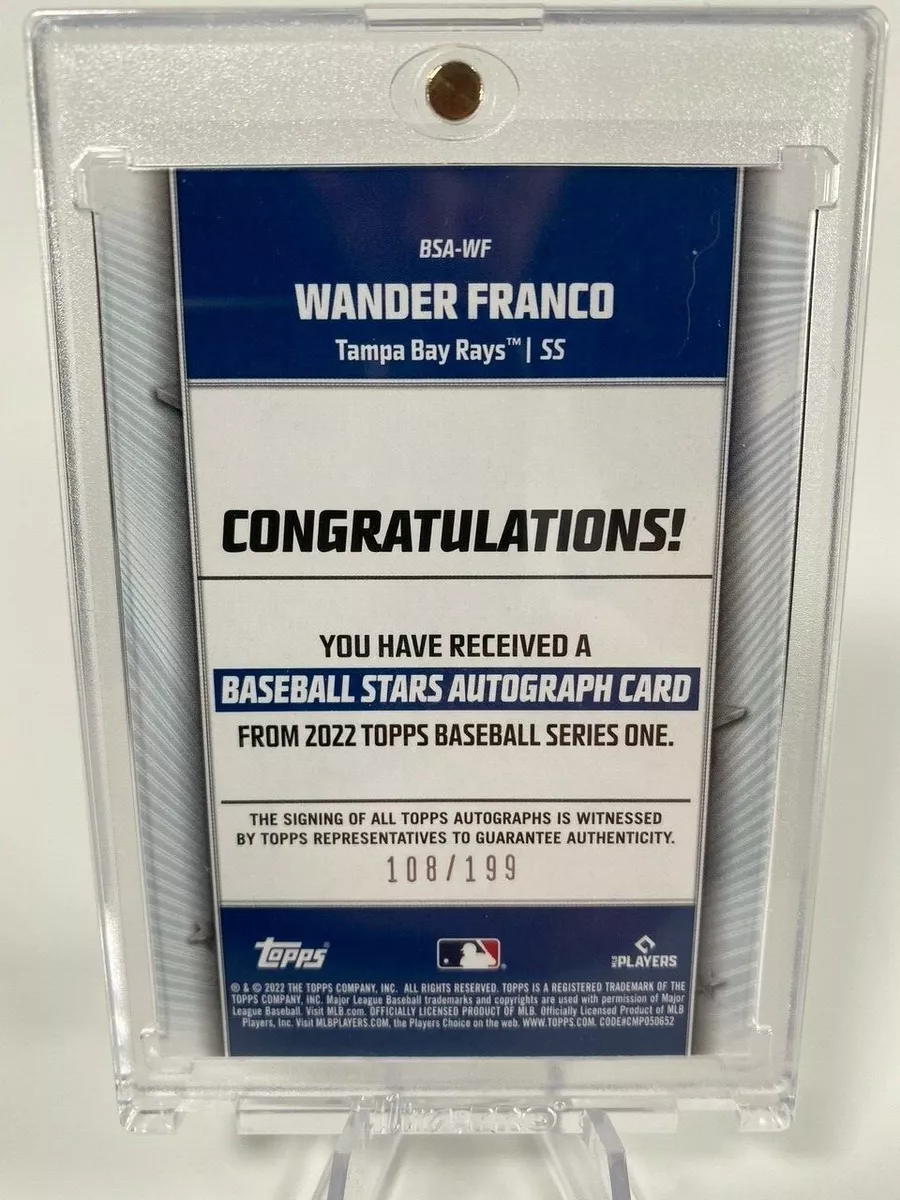 BSA-WF
WANDER FRANCO
Tampa Bay Rays™ | SS
CONGRATULATIONS!
YOU HAVE RECEIVED A
BASEBALL STARS AUTOGRAPH CARD
FROM 2022 TOPPS BASEBALL SERIES ONE.
THE SIGNING OF ALL TOPPS AUTOGRAPHS IS WITNESSED
BY TOPPS REPRESENTATIVES TO GUARANTEE AUTHENTICITY.
108/199
topps®
MLB PLAYERS
® & © 2022 THE TOPPS COMPANY, INC. ALL RIGHTS RESERVED. TOPPS IS A REGISTERED TRADEMARK OF THE
TOPPS COMPANY, INC. Major League Baseball trademarks and copyrights are used with permission of Major
League Baseball. Visit MLB.com. OFFICIALLY LICENSED PRODUCT OF MLB. Officially Licensed Product of MLB
Players, Inc. Visit MLBPLAYERS.COM, the Players Choice on the web. WWW.TOPPS.COM. CODE#CMP050652